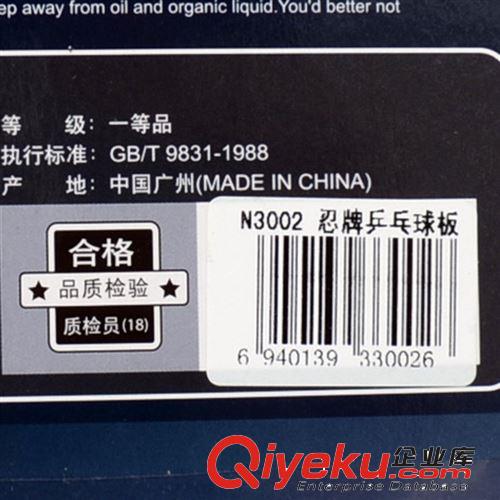 ep away from oil and organic liquid.You'd better not
等 级：一等品
执行标准：GB/T 9831-1988
产 地：中国广州(MADE IN CHINA)
合格
品质检验
质检员(18)
N3002 忍牌乒乓球板
6 940139 330026
Qiyeku.com 企业库
Enterprise Database